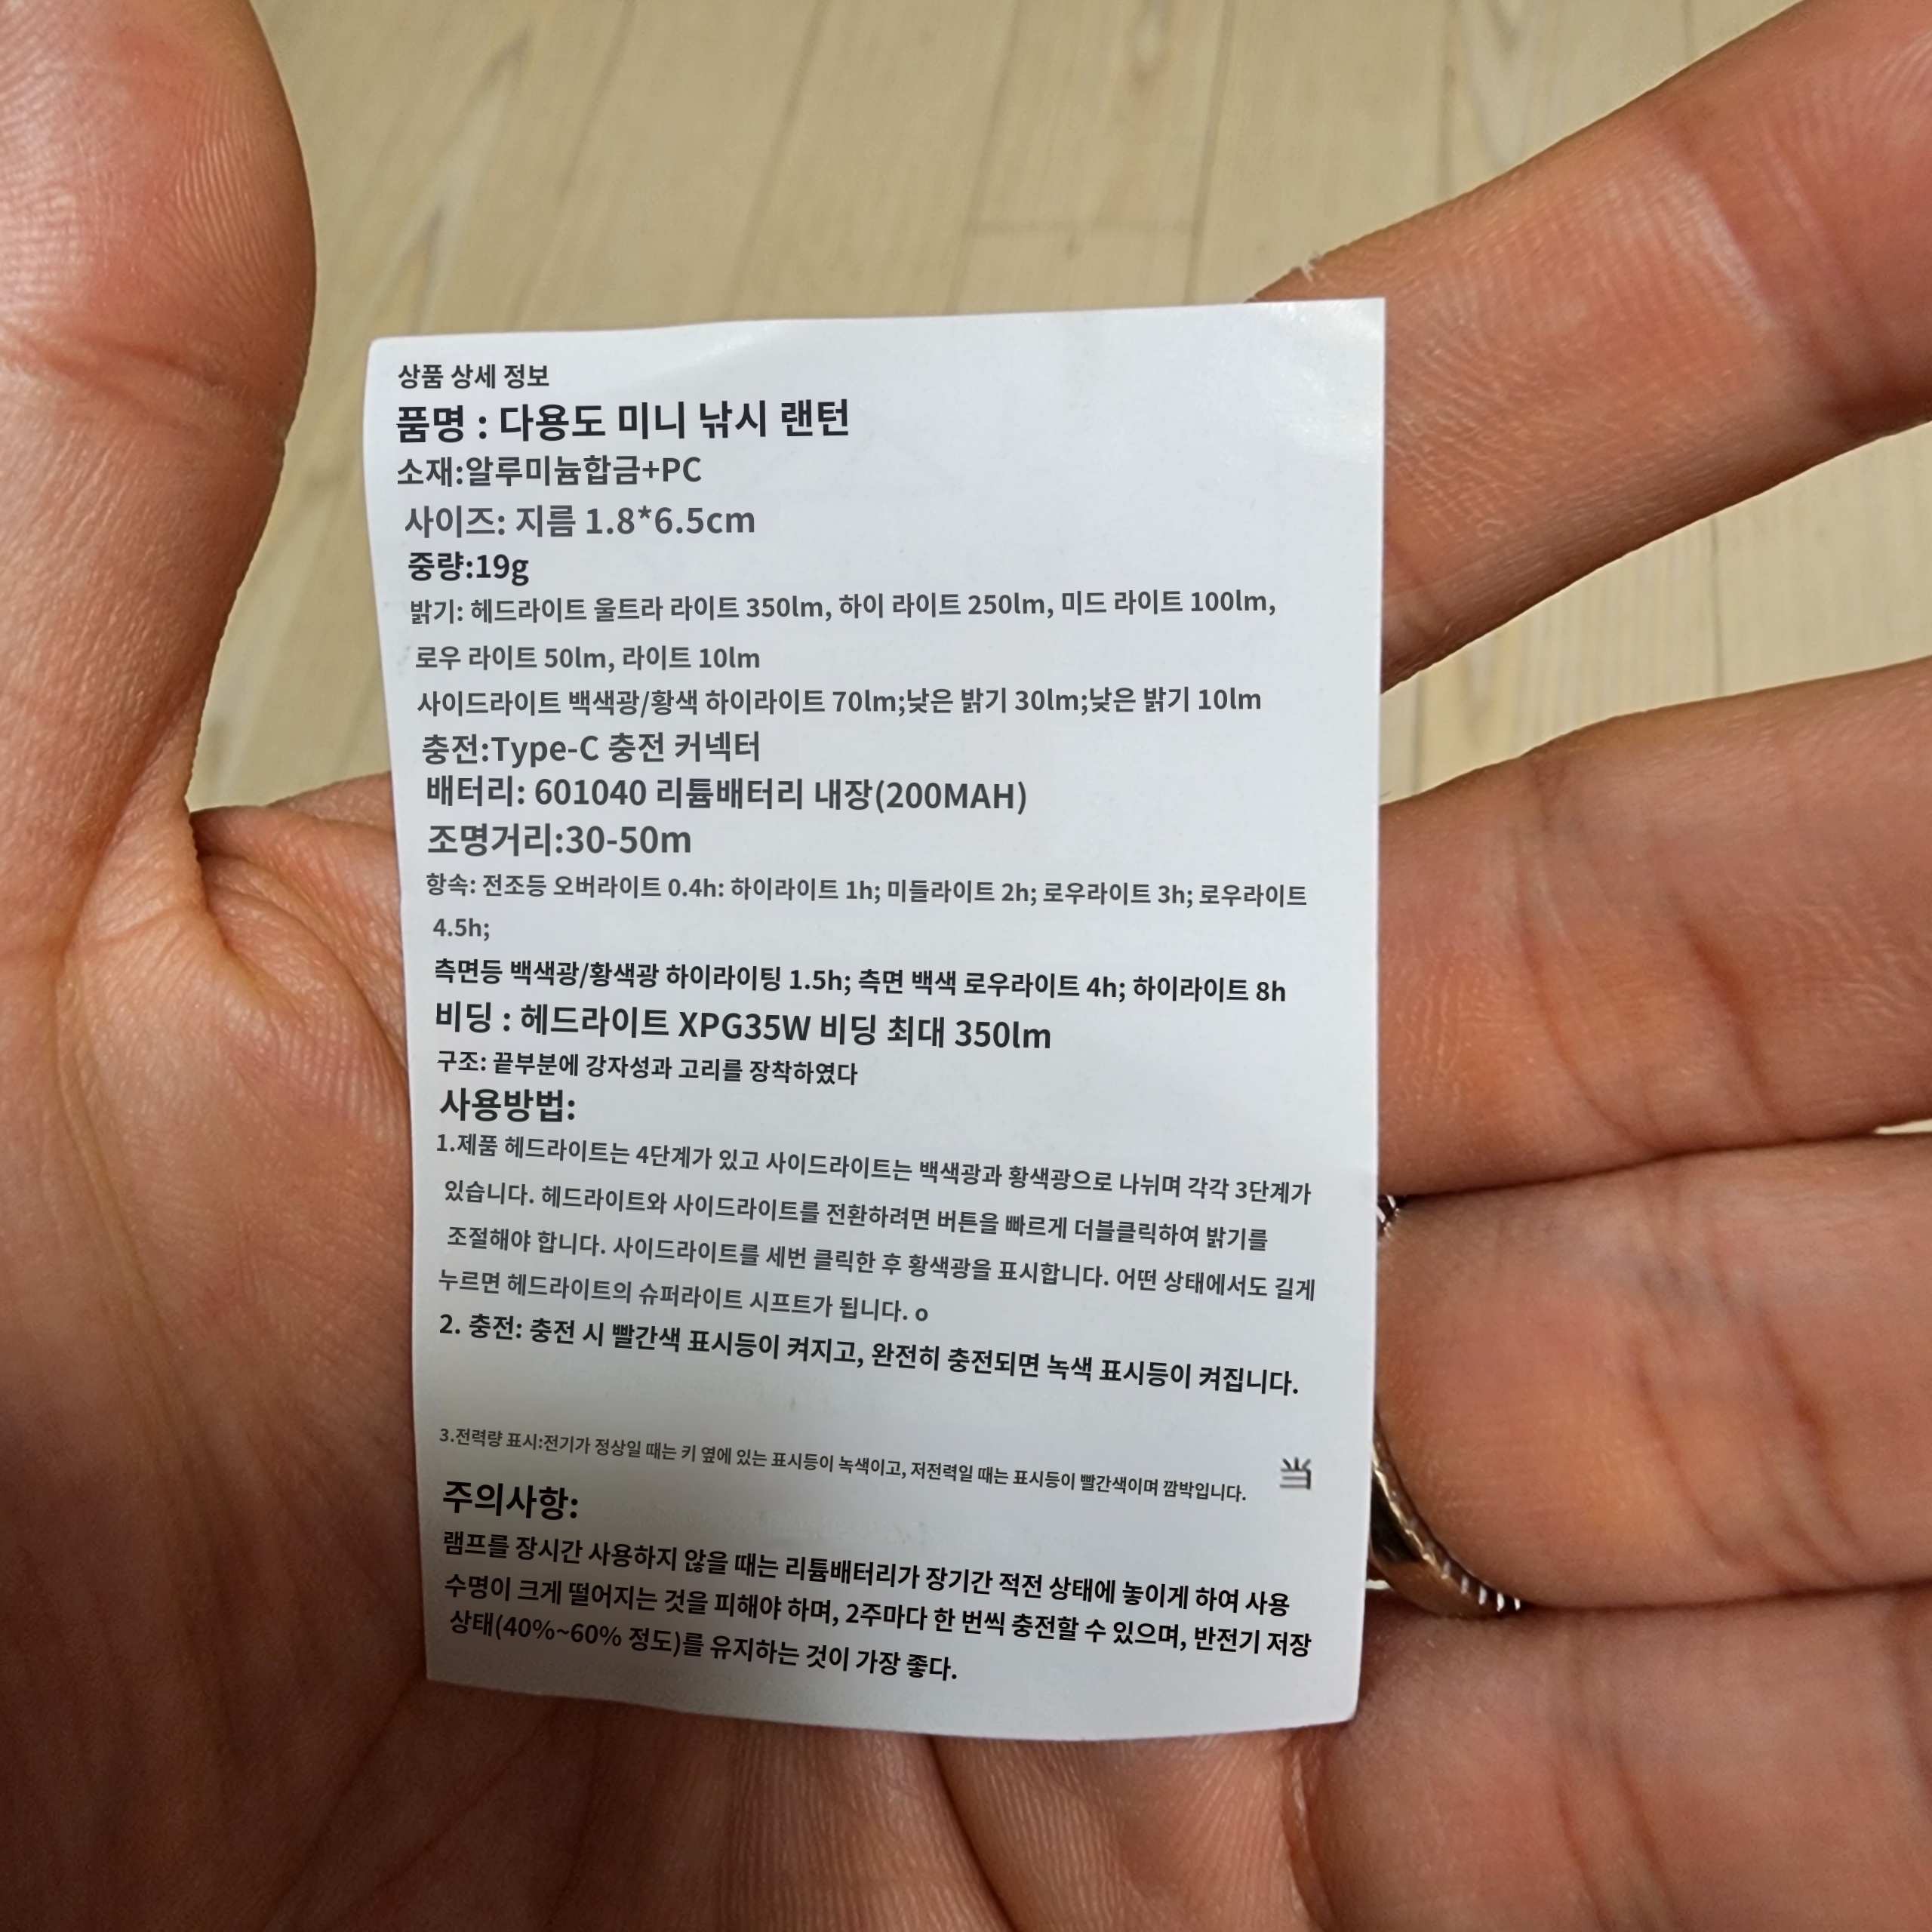 상품 상세 정보
품명 : 다용도 미니 낚시 랜턴
소재:알루미늄합금+PC
사이즈: 지름 1.8*6.5cm
중량:19g
밝기: 헤드라이트 울트라 라이트 350lm, 하이 라이트 250lm, 미드 라이트 100lm,
로우 라이트 50lm, 라이트 10lm
사이드라이트 백색광/황색 하이라이트 70lm;낮은 밝기 30lm;낮은 밝기 10lm
충전:Type-C 충전 커넥터
배터리: 601040 리튬배터리 내장(200MAH)
조명거리:30-50m
항속: 전조등 오버라이트 0.4h: 하이라이트 1h; 미들라이트 2h; 로우라이트 3h; 로우라이트
4.5h;
측면등 백색광/황색광 하이라이팅 1.5h; 측면 백색 로우라이트 4h; 하이라이트 8h
비딩 : 헤드라이트 XPG35W 비딩 최대 350lm
구조: 끝부분에 강자성과 고리를 장착하였다
사용방법:
1.제품 헤드라이트는 4단계가 있고 사이드라이트는 백색광과 황색광으로 나뉘며 각각 3단계가
있습니다. 헤드라이트와 사이드라이트를 전환하려면 버튼을 빠르게 더블클릭하여 밝기를
조절해야 합니다. 사이드라이트를 세번 클릭한 후 황색광을 표시합니다. 어떤 상태에서도 길게
누르면 헤드라이트의 슈퍼라이트 시프트가 됩니다. o
2. 충전: 충전 시 빨간색 표시등이 켜지고, 완전히 충전되면 녹색 표시등이 켜집니다.
3.전력량 표시:전기가 정상일 때는 키 옆에 있는 표시등이 녹색이고, 저전력일 때는 표시등이 빨간색이며 깜박입니다. 当
주의사항:
램프를 장시간 사용하지 않을 때는 리튬배터리가 장기간 적전 상태에 놓이게 하여 사용
수명이 크게 떨어지는 것을 피해야 하며, 2주마다 한 번씩 충전할 수 있으며, 반전기 저장
상태(40%~60% 정도)를 유지하는 것이 가장 좋다.